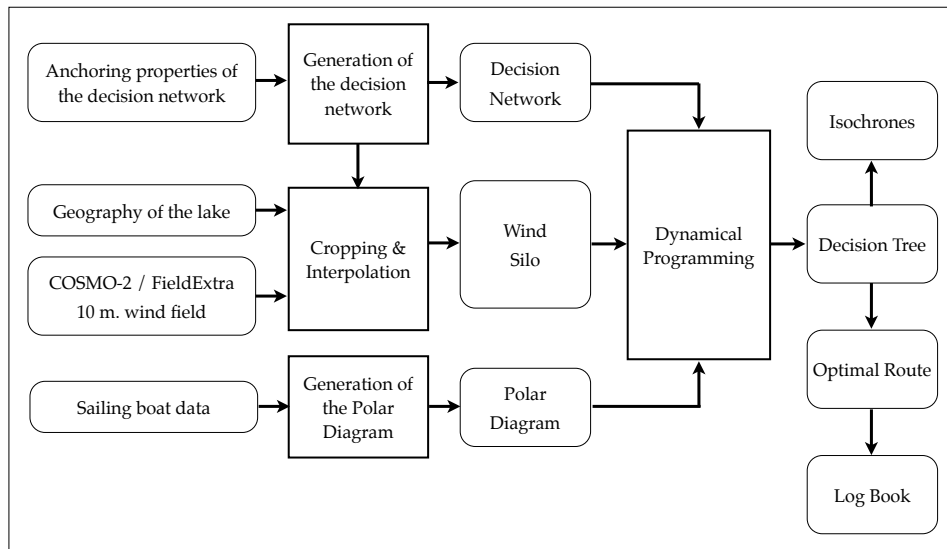 Anchoring properties of
the decision network
Generation of
the decision
network
Decision
Network
Isochrones
Geography of the lake
Cropping &
Interpolation
Wind
Silo
Dynamical
Programming
Decision Tree
COSMO-2 / FieldExtra
10 m. wind field
Optimal Route
Sailing boat data
Generation of
the Polar
Diagram
Polar
Diagram
Log Book